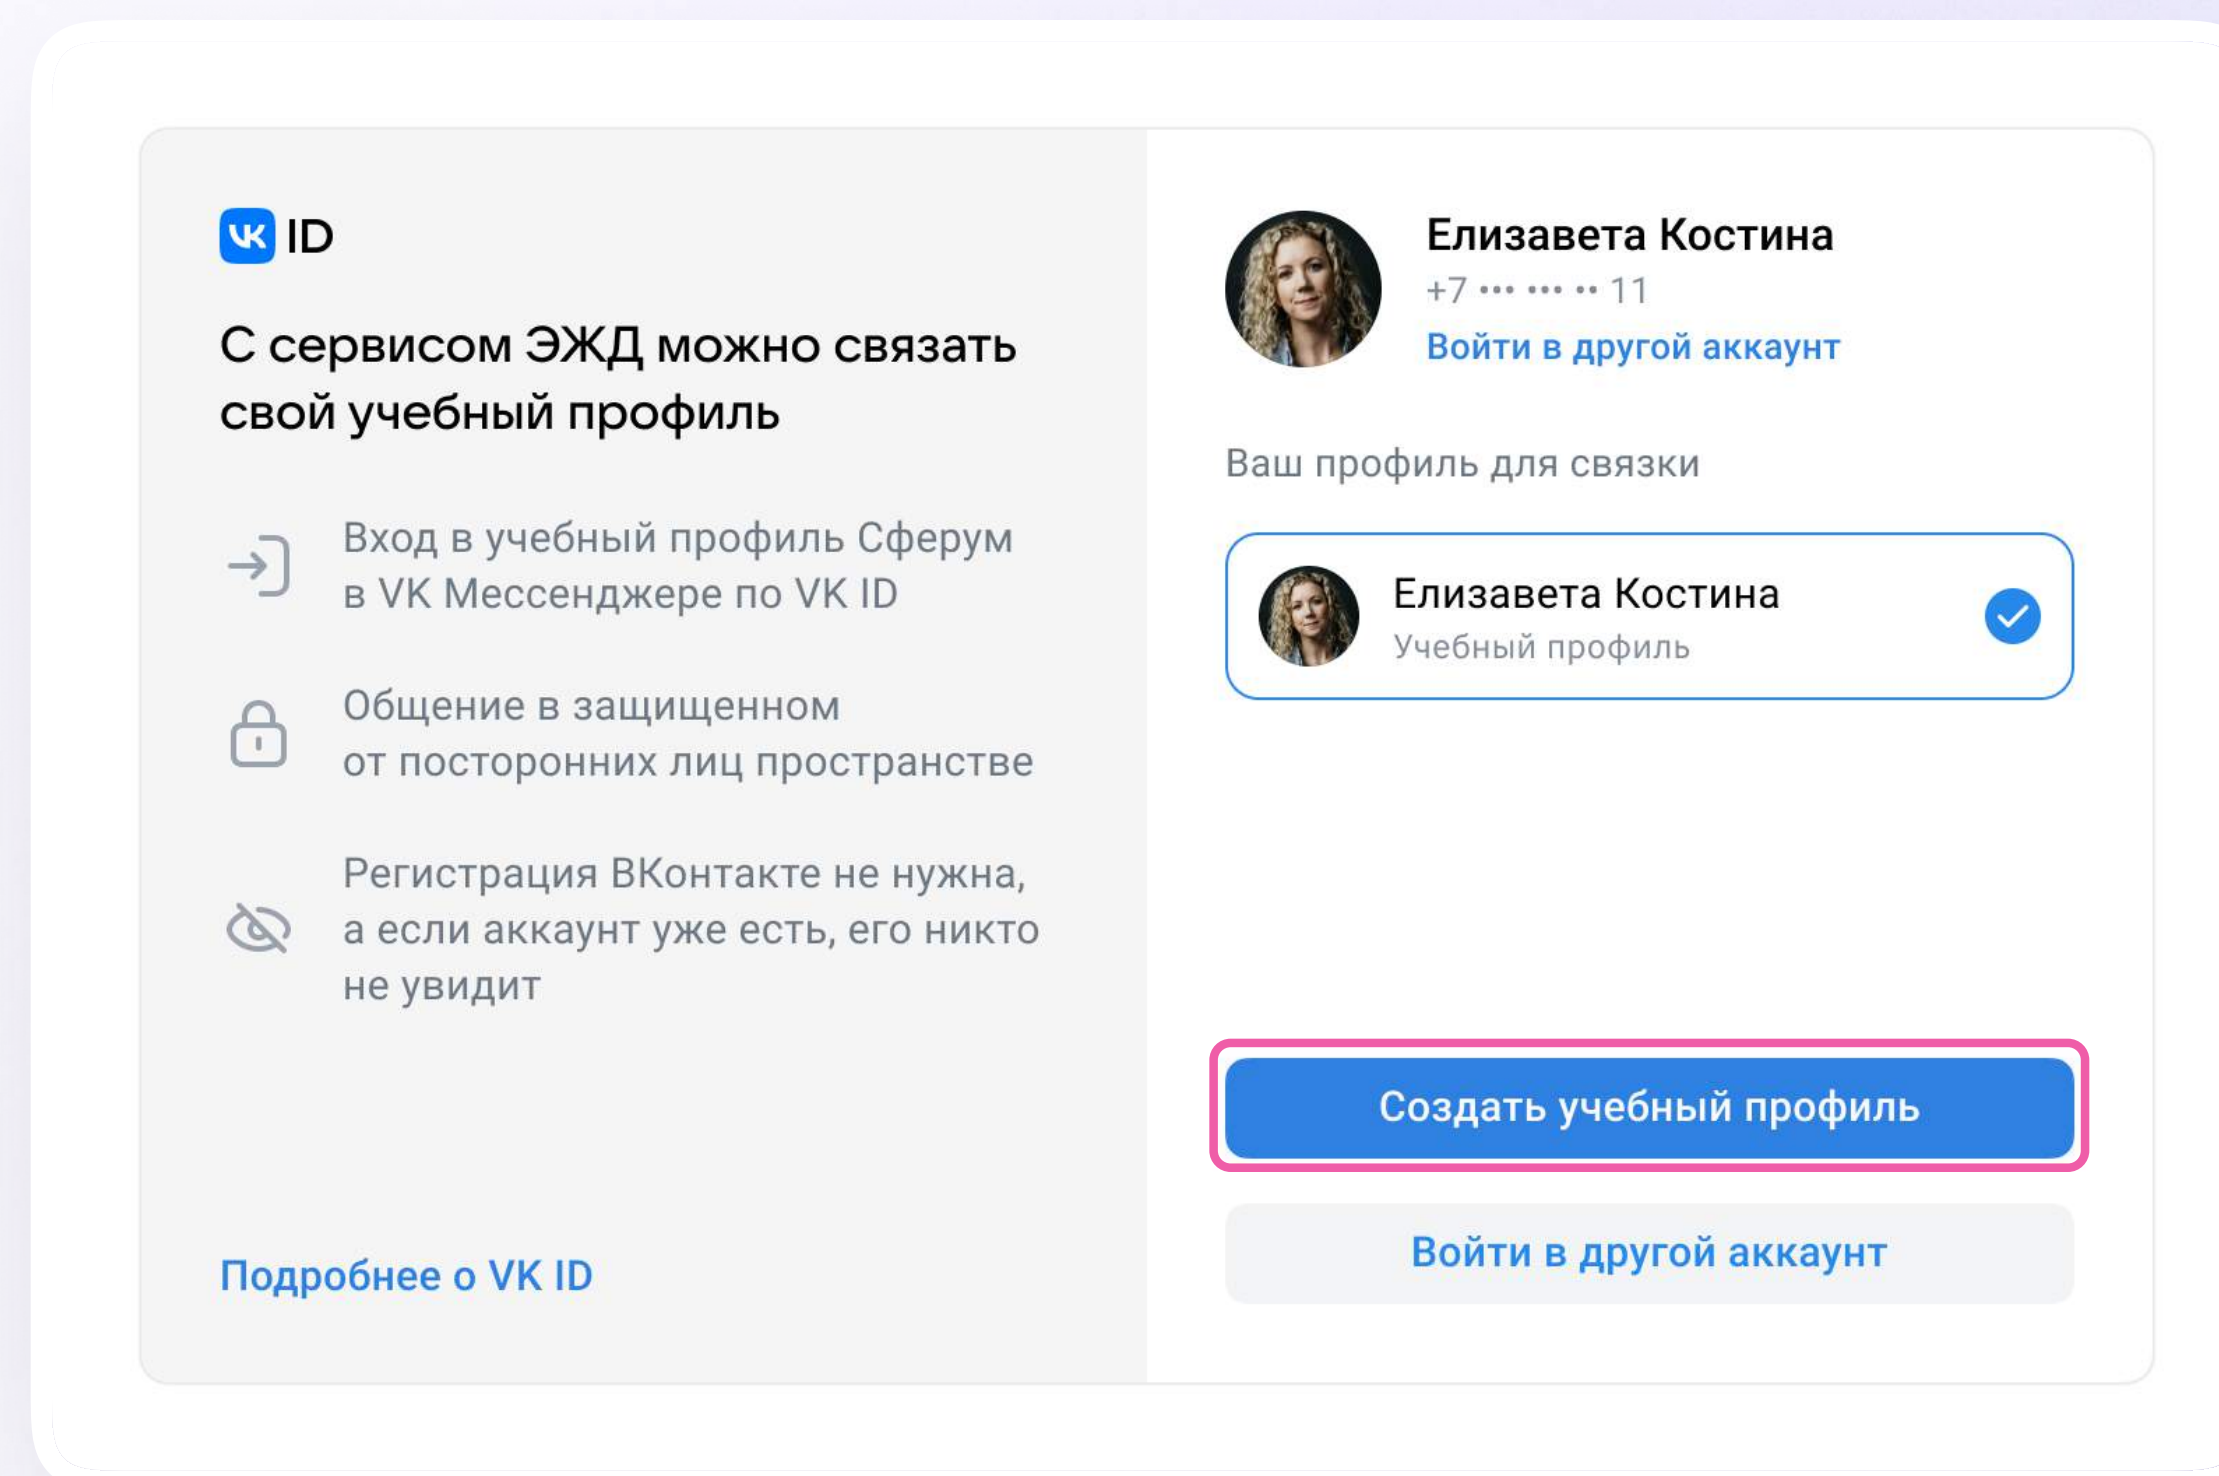 VK ID
С сервисом ЭЖД можно связать
свой учебный профиль
Вход в учебный профиль Сферум
в VK Мессенджере по VK ID
Общение в защищенном
от посторонних лиц пространстве
Регистрация ВКонтакте не нужна,
а если аккаунт уже есть, его никто
не увидит
Подробнее о VK ID
Елизавета Костина
+7 ••• ••• •• 11
Войти в другой аккаунт
Ваш профиль для связки
Елизавета Костина
Учебный профиль
Создать учебный профиль
Войти в другой аккаунт